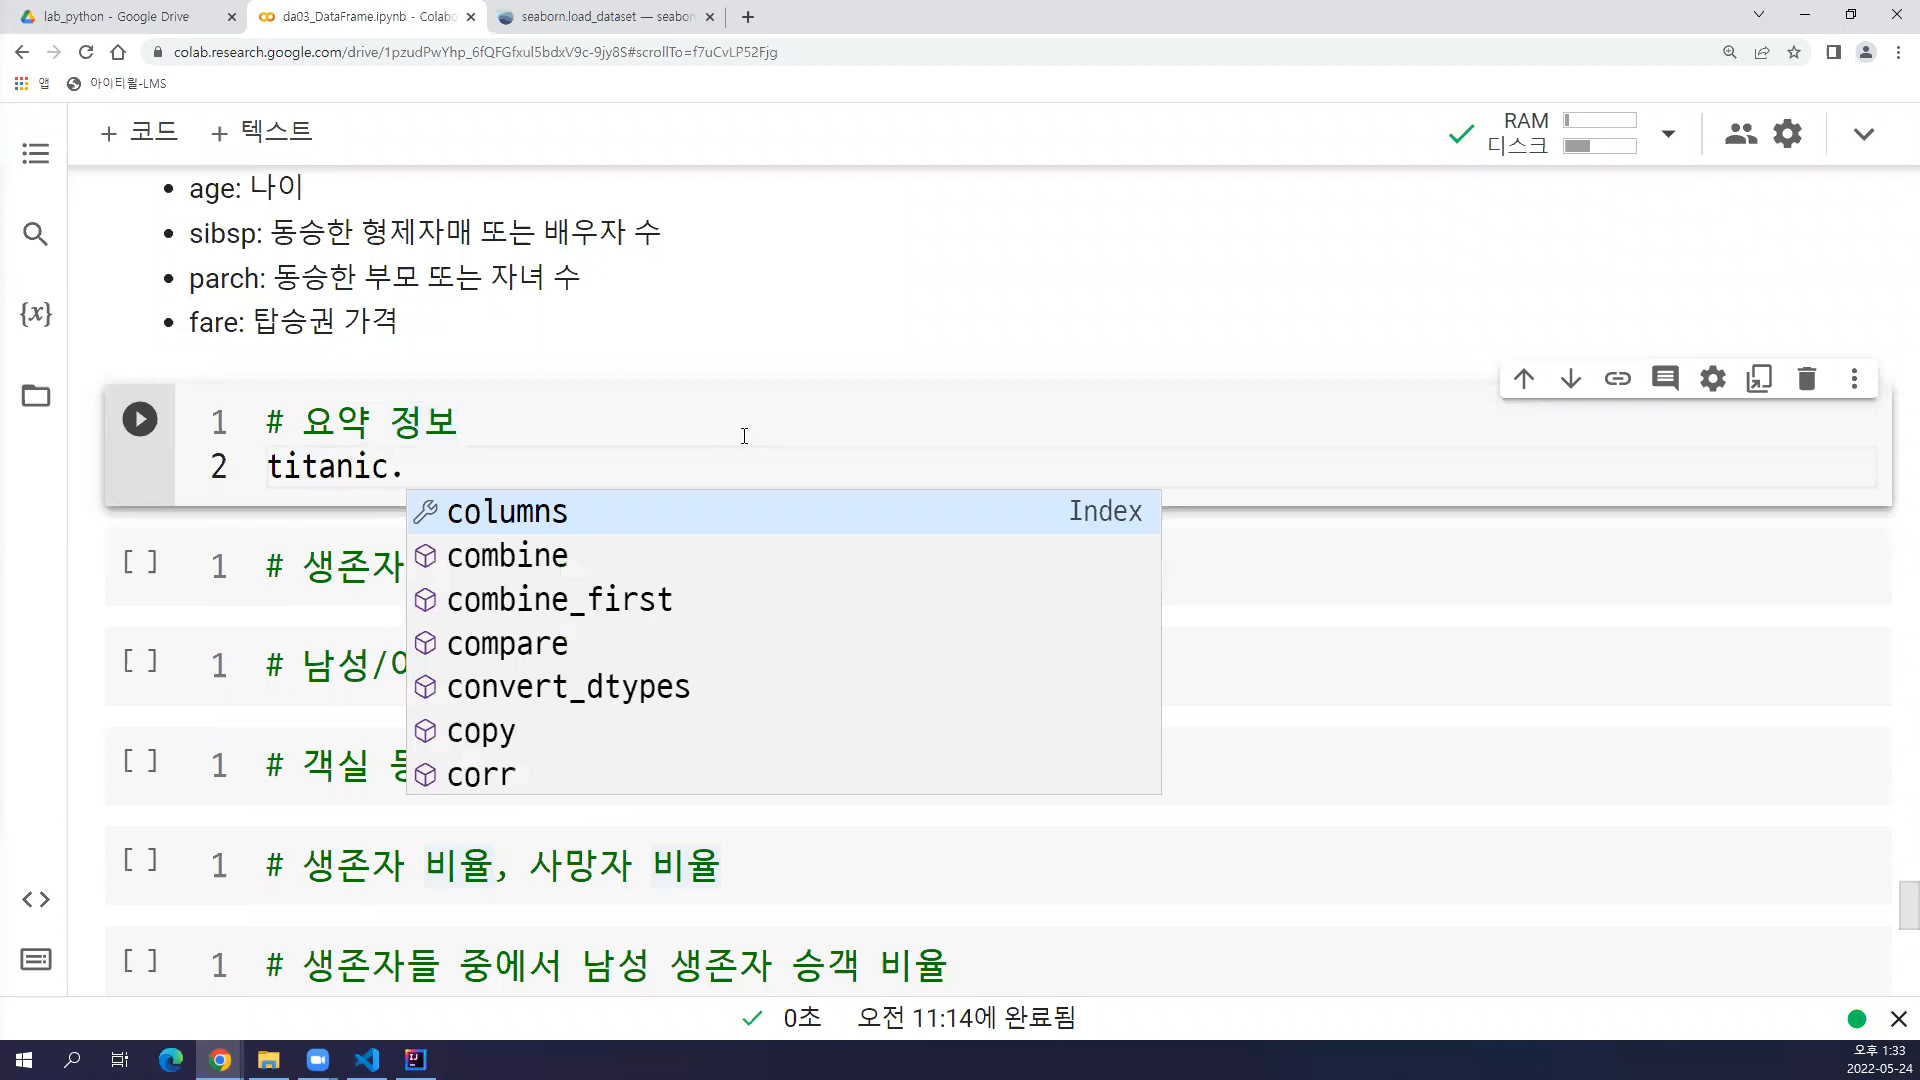 lab_python - Google Drive
da03_DataFrame.ipynb - Colabo
seaborn.load_dataset — seabor
colab.research.google.com/drive/1pzudPwYhp_6fQFGfxul5bdxV9c-9jy8S#scrollTo=f7uCvLP52Fjg
앱
아이티윌-LMS
+ 코드
+ 텍스트
RAM
디스크
• age: 나이
• sibsp: 동승한 형제자매 또는 배우자 수
• parch: 동승한 부모 또는 자녀 수
• fare: 탑승권 가격
{x}
1 # 요약 정보
2 titanic.
columns Index
combine
combine_first
compare
convert_dtypes
copy
corr
[ ] 1 # 생존자
[ ] 1 # 남성/
[ ] 1 # 객실
[ ] 1 # 생존자 비율, 사망자 비율
[ ] 1 # 생존자들 중에서 남성 생존자 승객 비율
0초 오전 11:14에 완료됨
오후 1:33
2022-05-24